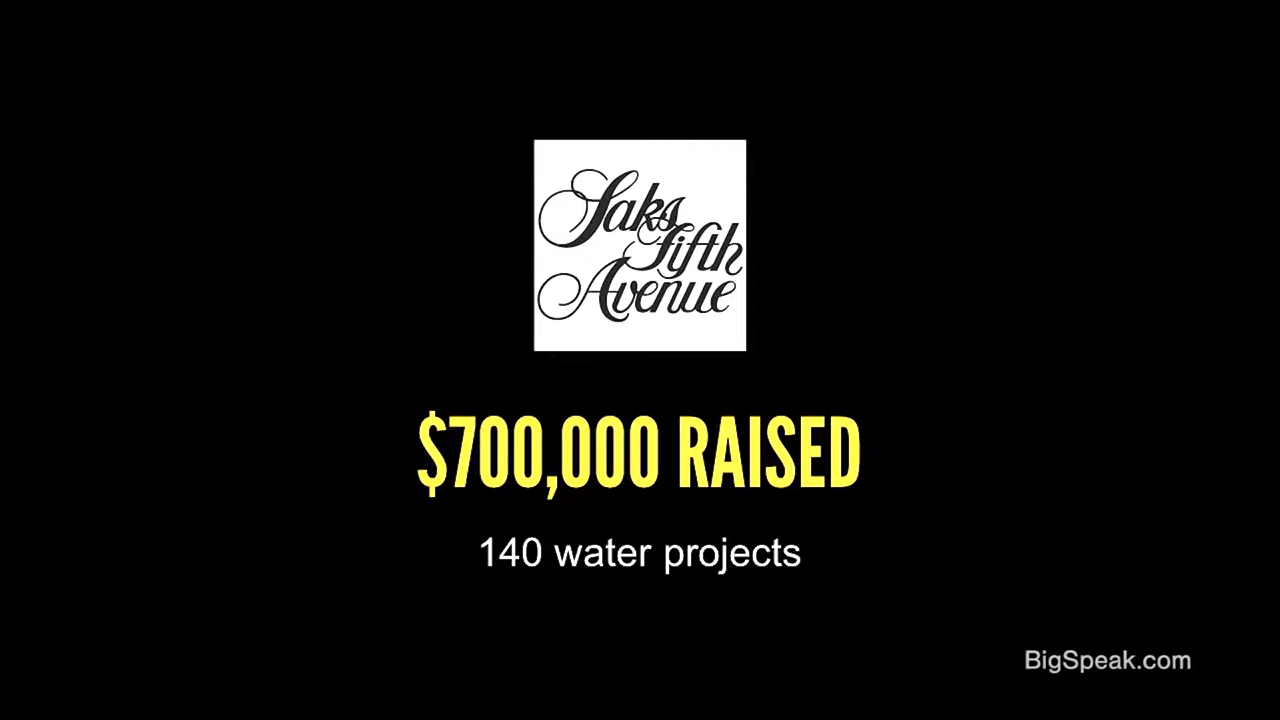 Saks
Fifth
Avenue
$700,000 RAISED
140 water projects
BigSpeak.com